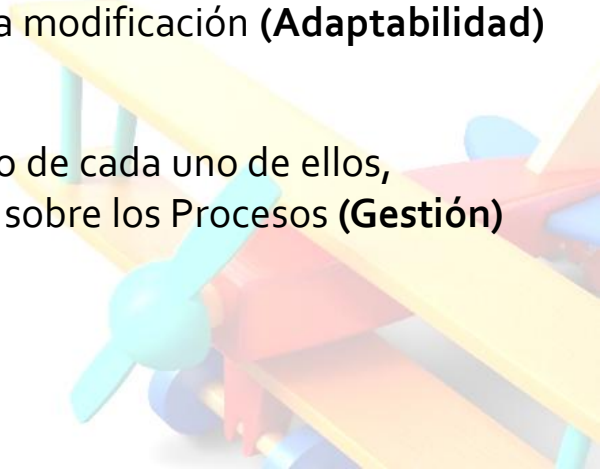 a modificación (Adaptabilidad)
o de cada uno de ellos,
sobre los Procesos (Gestión)